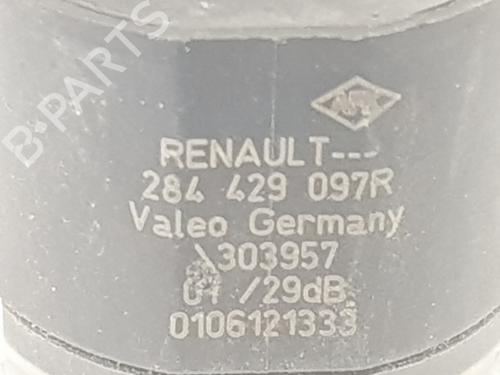 B-PARTS
RENAULT---
284 429 097R
Valeo Germany
303957
/29dB
0106121333